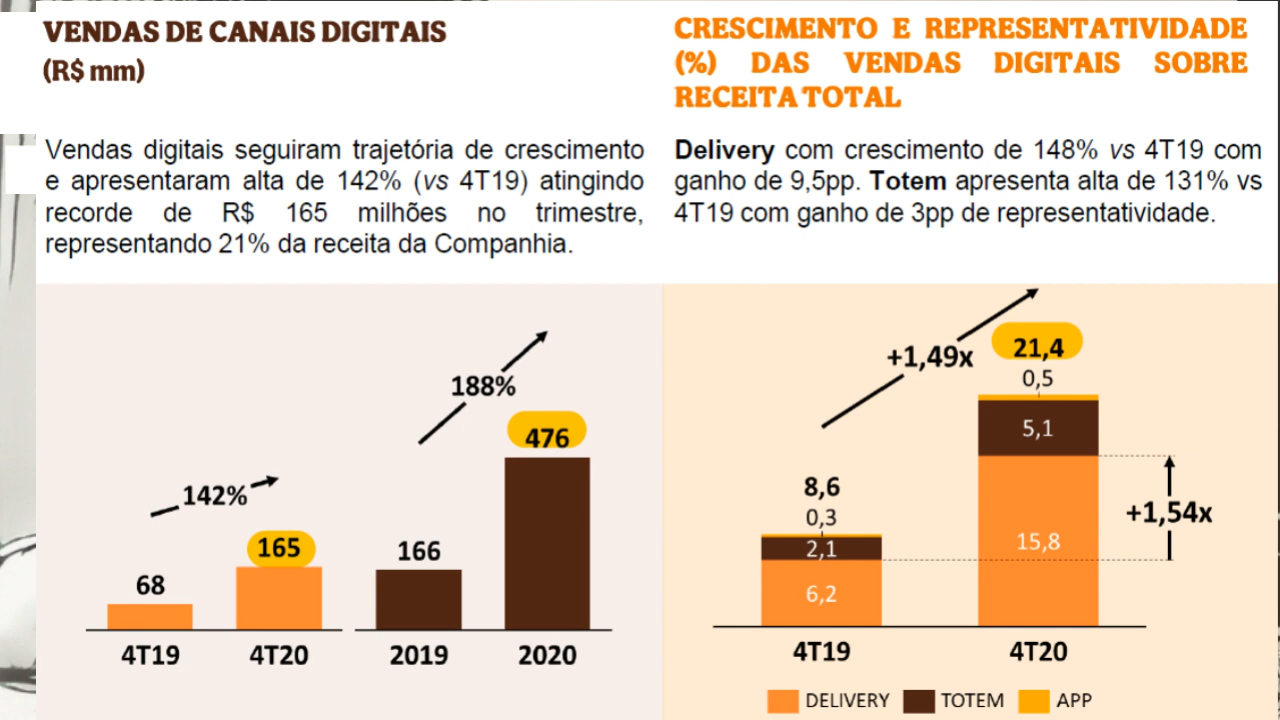 VENDAS DE CANAIS DIGITAIS
(R$ mm)
Vendas digitais seguiram trajetória de crescimento
e apresentaram alta de 142% (vs 4T19) atingindo
recorde de R$ 165 milhões no trimestre,
representando 21% da receita da Companhia.
142%
188%
68
165
166
476
4T19
4T20
2019
2020
CRESCIMENTO E REPRESENTATIVIDADE
(%) DAS VENDAS DIGITAIS SOBRE
RECEITA TOTAL
Delivery com crescimento de 148% vs 4T19 com
ganho de 9,5pp. Totem apresenta alta de 131% vs
4T19 com ganho de 3pp de representatividade.
+1,49x
21,4
0,5
5,1
15,8
8,6
0,3
2,1
6,2
+1,54x
4T19
4T20
DELIVERY TOTEM APP